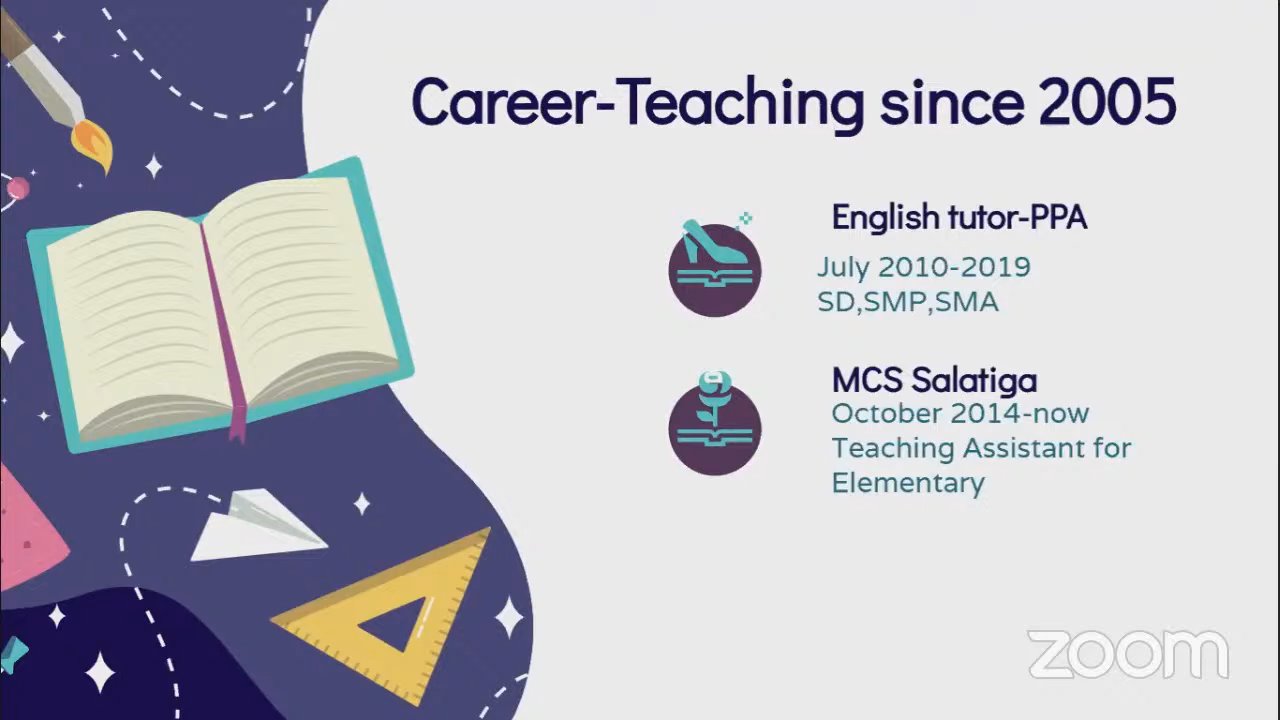 Career-Teaching since 2005
English tutor-PPA
July 2010-2019
SD,SMP,SMA
MCS Salatiga
October 2014-now
Teaching Assistant for
Elementary
zoom